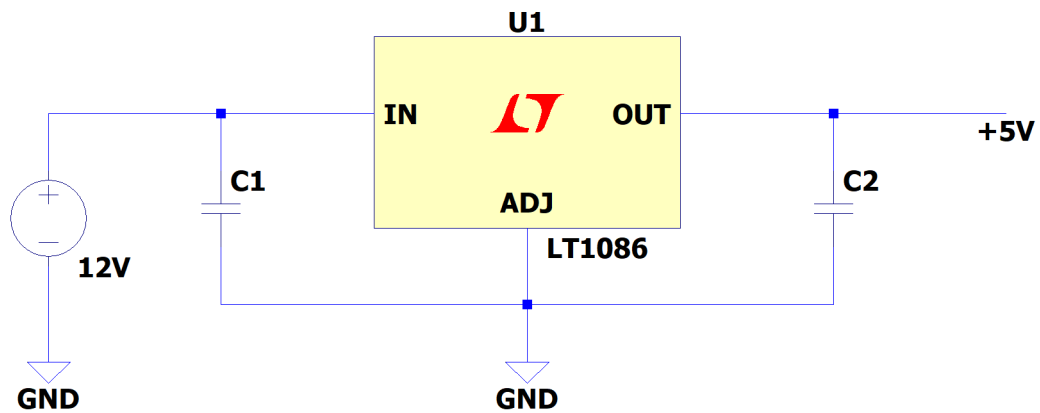 U1
IN
OUT
+5V
C1
C2
ADJ
LT1086
+
12V
GND
GND